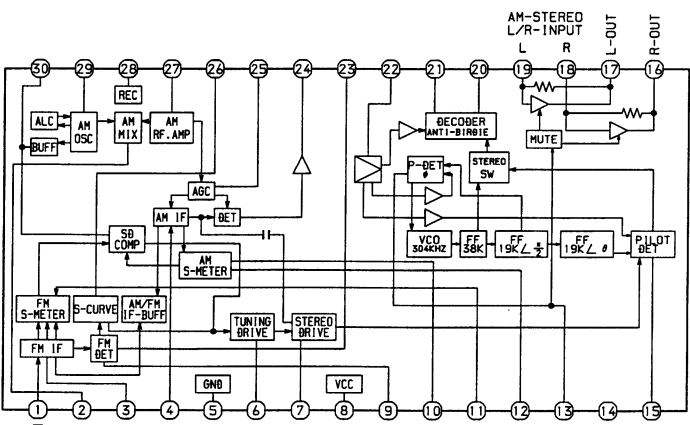 AM-STEREO
L/R-INPUT
L R L-OUT R-OUT
30 29 28 27 26 25 24 23 22 21 20 19 18 17 16
REC
ALC
AM
OSC
AM
MIX
AM
RF.AMP
BUFF
DECODER
ANTI-BIRDIE
MUTE
P-DET
Ø
STEREO
SW
AGC
AM IF
DET
SD
COMP
AM
S-METER
VCO
304KHZ
FF
38K
FF
19K∠ π/2
FF
19K∠ θ
PILOT
DET
FM
S-METER
S-CURVE
AM/FM
IF-BUFF
TUNING
DRIVE
STEREO
DRIVE
FM IF
FM
DET
GND
VCC
1 2 3 4 5 6 7 8 9 10 11 12 13 14 15